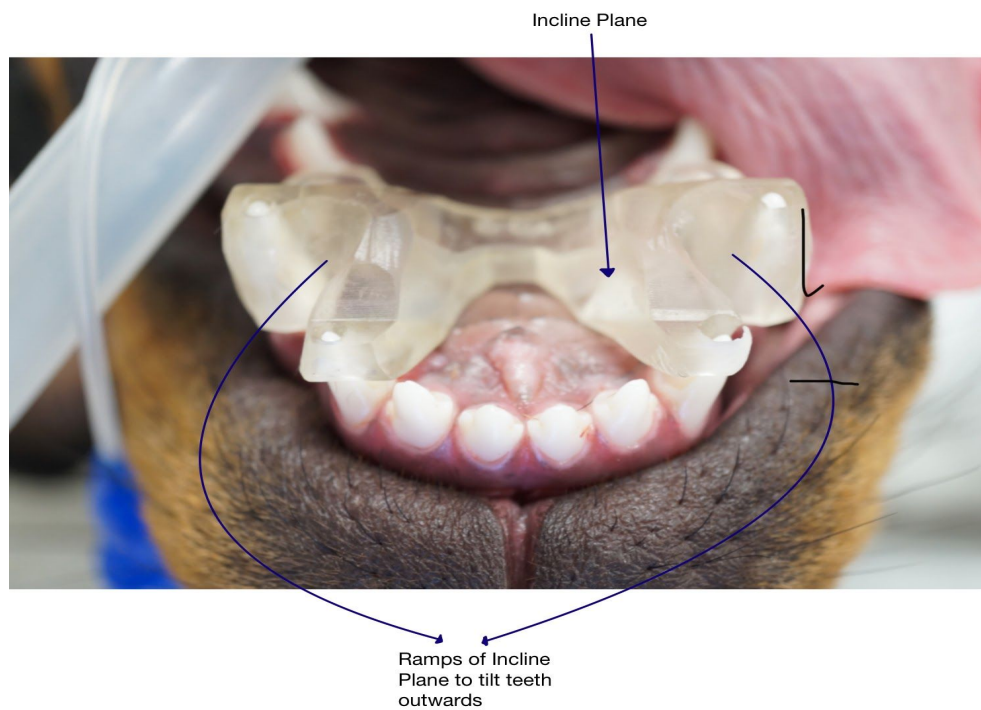 Incline Plane
Ramps of Incline
Plane to tilt teeth
outwards